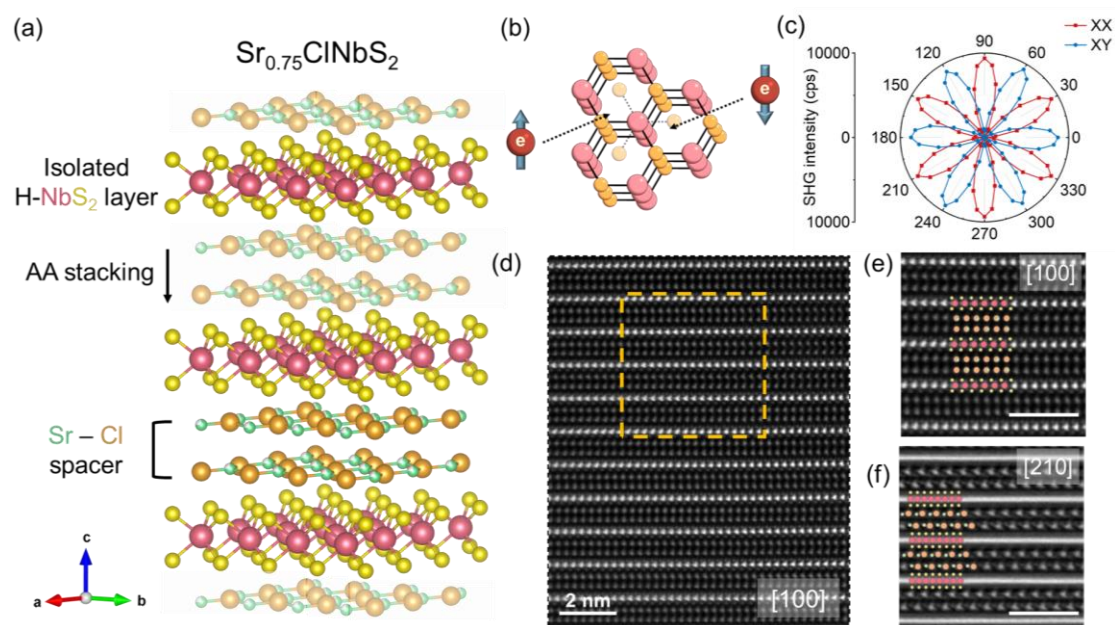 (a)
Sr0.75ClNbS2
Isolated
H-NbS2 layer
AA stacking
Sr – Cl
spacer
c
a
b
(b)
e
e
(c)
XX
XY
10000
0
10000
SHG intensity (cps)
90
60
30
0
330
300
270
240
210
180
150
120
(d)
2 nm
[100]
(e)
[100]
(f)
[210]